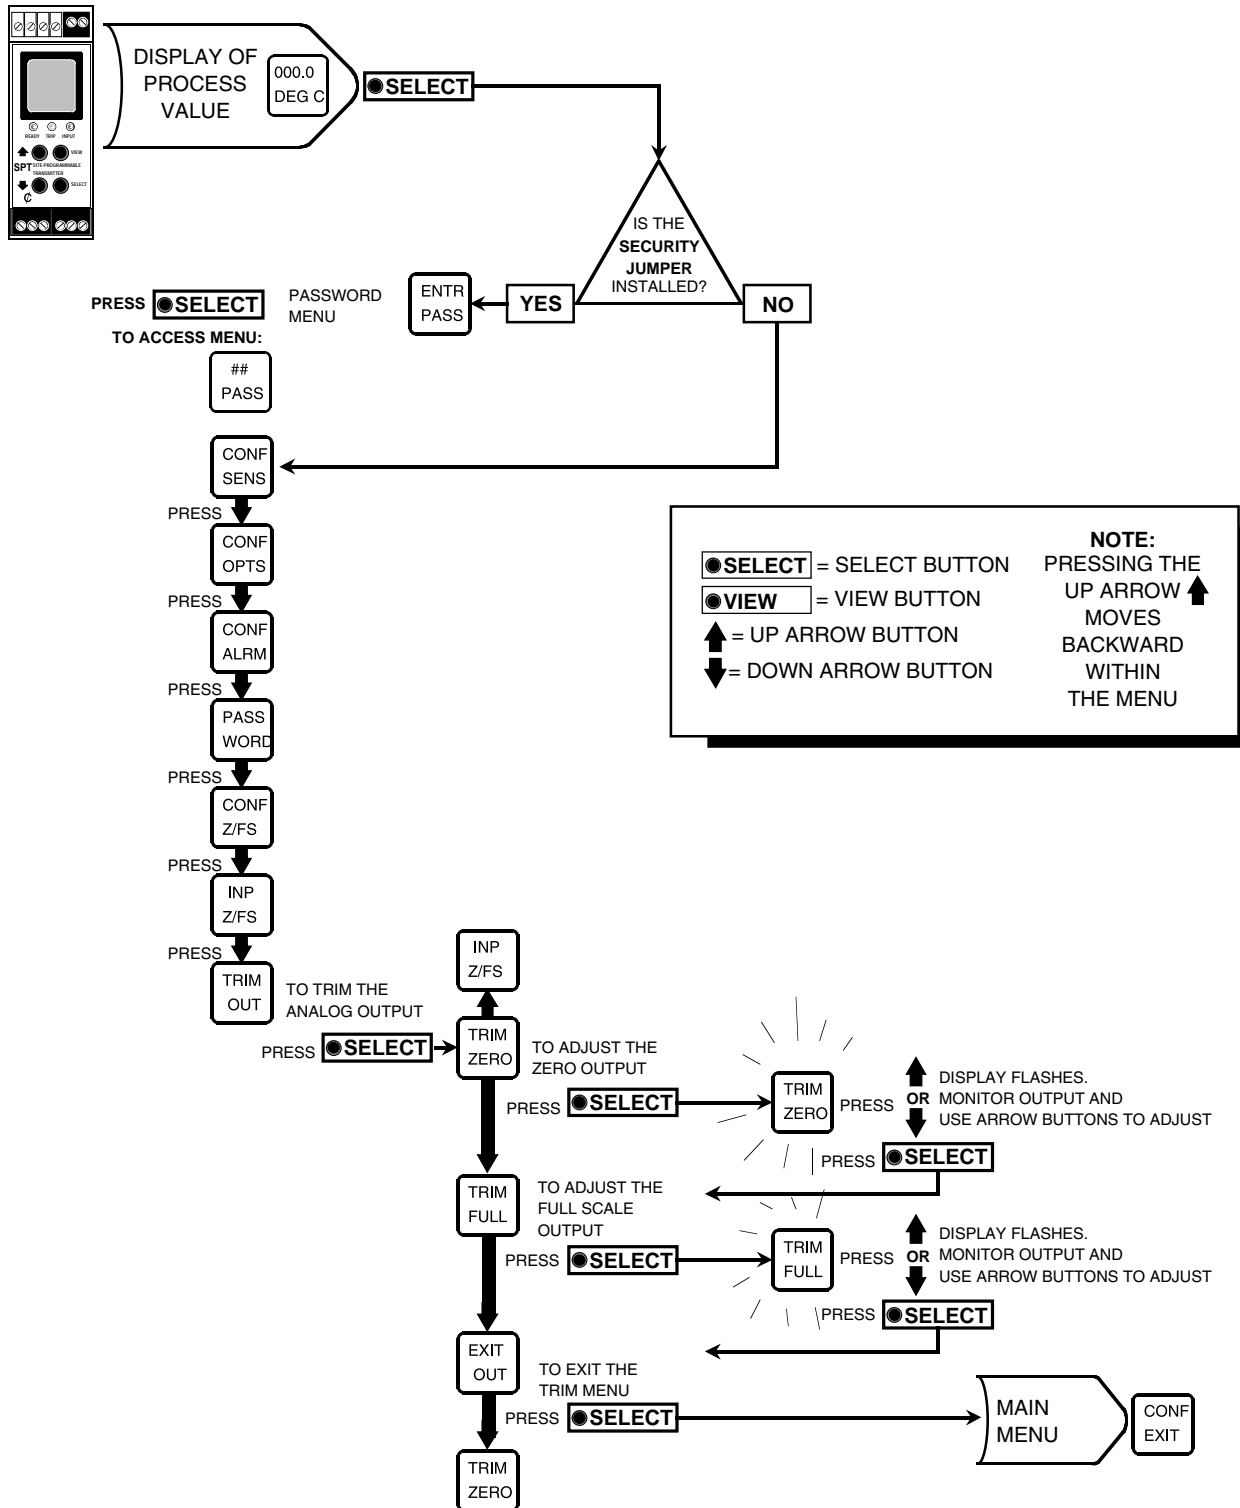 DISPLAY OF
PROCESS
VALUE
000.0
DEG C
SELECT
READY TRIP INPUT
VIEW
SPT SITE-PROGRAMMABLE
TRANSMITTER
SELECT
IS THE
SECURITY
JUMPER
INSTALLED?
YES
NO
ENTR
PASS
PASSWORD
MENU
PRESS SELECT
TO ACCESS MENU:
##
PASS
CONF
SENS
PRESS
CONF
OPTS
PRESS
CONF
ALRM
PRESS
PASS
WORD
PRESS
CONF
Z/FS
PRESS
INP
Z/FS
PRESS
TRIM
OUT
SELECT = SELECT BUTTON
VIEW = VIEW BUTTON
= UP ARROW BUTTON
= DOWN ARROW BUTTON
NOTE:
PRESSING THE
UP ARROW
MOVES
BACKWARD
WITHIN
THE MENU
TO TRIM THE
ANALOG OUTPUT
PRESS SELECT
INP
Z/FS
TRIM
ZERO
TO ADJUST THE
ZERO OUTPUT
PRESS SELECT
TRIM
ZERO
PRESS
OR
DISPLAY FLASHES.
MONITOR OUTPUT AND
USE ARROW BUTTONS TO ADJUST
PRESS SELECT
TRIM
FULL
TO ADJUST THE
FULL SCALE
OUTPUT
PRESS SELECT
TRIM
FULL
PRESS
OR
DISPLAY FLASHES.
MONITOR OUTPUT AND
USE ARROW BUTTONS TO ADJUST
PRESS SELECT
EXIT
OUT
TO EXIT THE
TRIM MENU
PRESS SELECT
MAIN
MENU
CONF
EXIT
TRIM
ZERO